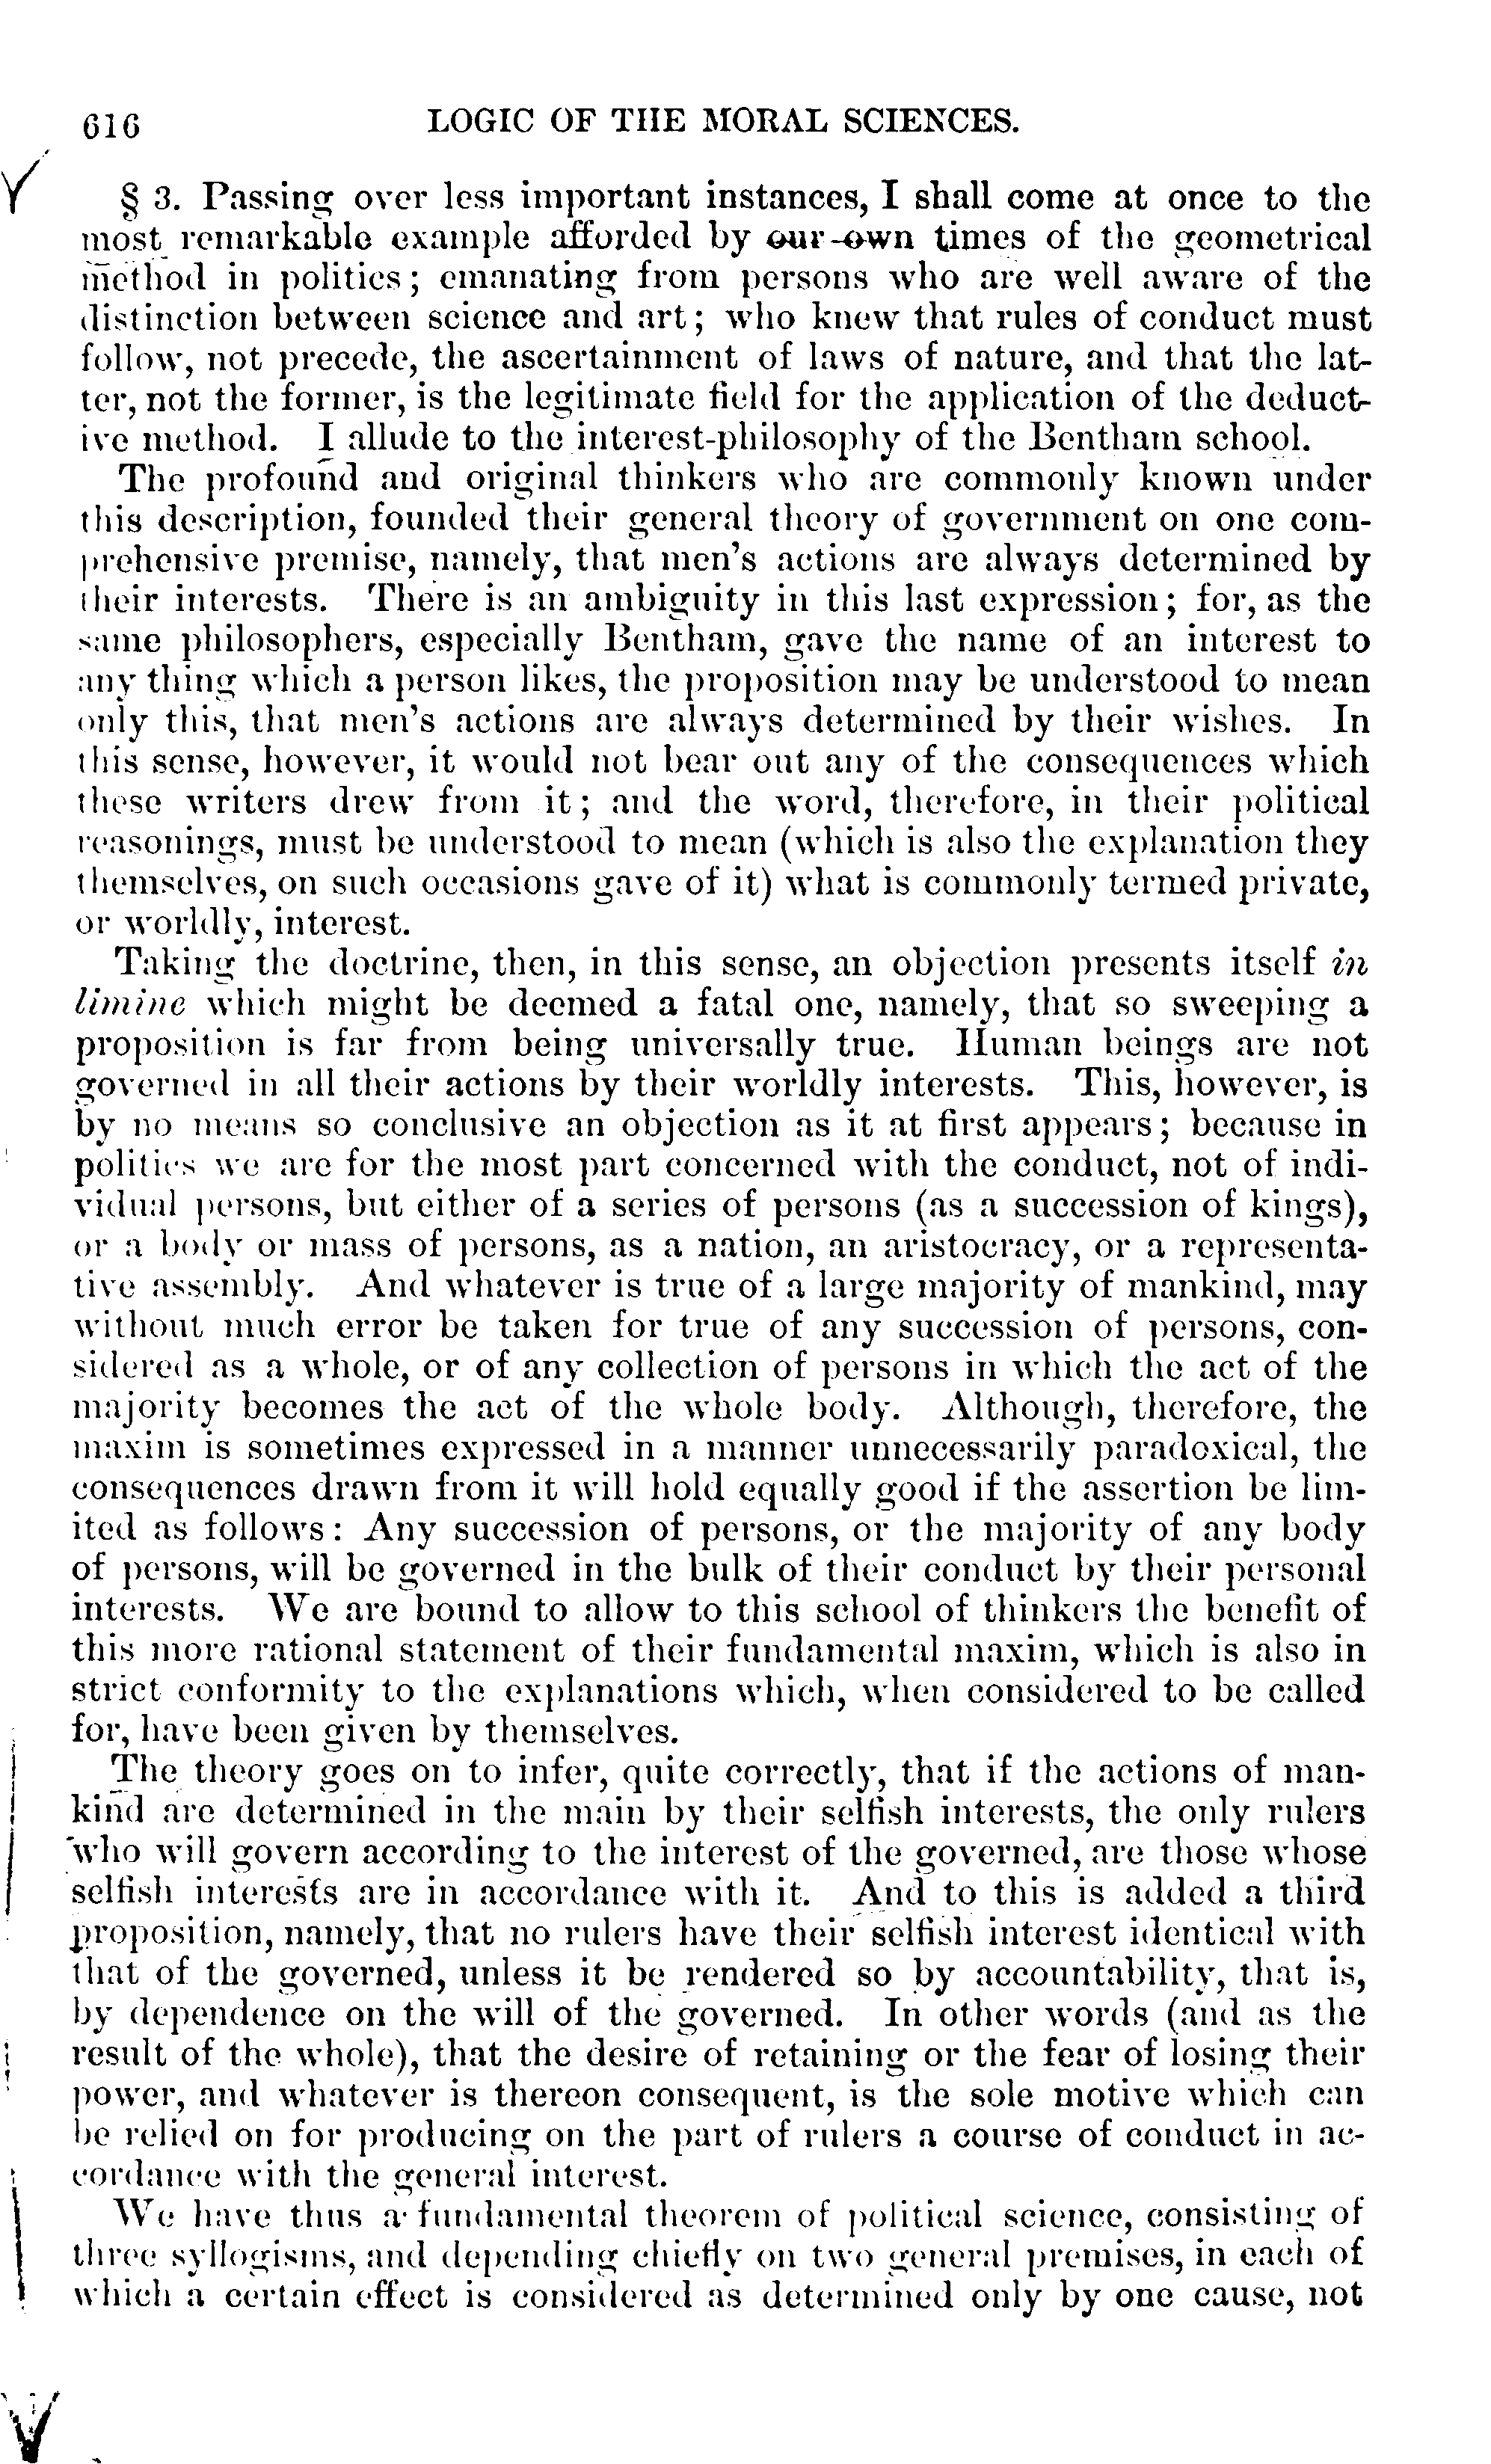 616 LOGIC OF THE MORAL SCIENCES.
§ 3. Passing over less important instances, I shall come at once to the
most remarkable example afforded by our own times of the geometrical
method in politics; emanating from persons who are well aware of the
distinction between science and art; who knew that rules of conduct must
follow, not precede, the ascertainment of laws of nature, and that the lat-
ter, not the former, is the legitimate field for the application of the deduct-
ive method. I allude to the interest-philosophy of the Bentham school.
The profound and original thinkers who are commonly known under
this description, founded their general theory of government on one com-
prehensive premise, namely, that men's actions are always determined by
their interests. There is an ambiguity in this last expression; for, as the
same philosophers, especially Bentham, gave the name of an interest to
any thing which a person likes, the proposition may be understood to mean
only this, that men's actions are always determined by their wishes. In
this sense, however, it would not bear out any of the consequences which
these writers drew from it; and the word, therefore, in their political
reasonings, must be understood to mean (which is also the explanation they
themselves, on such occasions gave of it) what is commonly termed private,
or worldly, interest.
Taking the doctrine, then, in this sense, an objection presents itself in
limine which might be deemed a fatal one, namely, that so sweeping a
proposition is far from being universally true. Human beings are not
governed in all their actions by their worldly interests. This, however, is
by no means so conclusive an objection as it at first appears; because in
politics we are for the most part concerned with the conduct, not of indi-
vidual persons, but either of a series of persons (as a succession of kings),
or a body or mass of persons, as a nation, an aristocracy, or a representa-
tive assembly. And whatever is true of a large majority of mankind, may
without much error be taken for true of any succession of persons, con-
sidered as a whole, or of any collection of persons in which the act of the
majority becomes the act of the whole body. Although, therefore, the
maxim is sometimes expressed in a manner unnecessarily paradoxical, the
consequences drawn from it will hold equally good if the assertion be lim-
ited as follows: Any succession of persons, or the majority of any body
of persons, will be governed in the bulk of their conduct by their personal
interests. We are bound to allow to this school of thinkers the benefit of
this more rational statement of their fundamental maxim, which is also in
strict conformity to the explanations which, when considered to be called
for, have been given by themselves.
The theory goes on to infer, quite correctly, that if the actions of man-
kind are determined in the main by their selfish interests, the only rulers
who will govern according to the interest of the governed, are those whose
selfish interests are in accordance with it. And to this is added a third
proposition, namely, that no rulers have their selfish interest identical with
that of the governed, unless it be rendered so by accountability, that is,
by dependence on the will of the governed. In other words (and as the
result of the whole), that the desire of retaining or the fear of losing their
power, and whatever is thereon consequent, is the sole motive which can
be relied on for producing on the part of rulers a course of conduct in ac-
cordance with the general interest.
We have thus a fundamental theorem of political science, consisting of
three syllogisms, and depending chiefly on two general premises, in each of
which a certain effect is considered as determined only by one cause, not